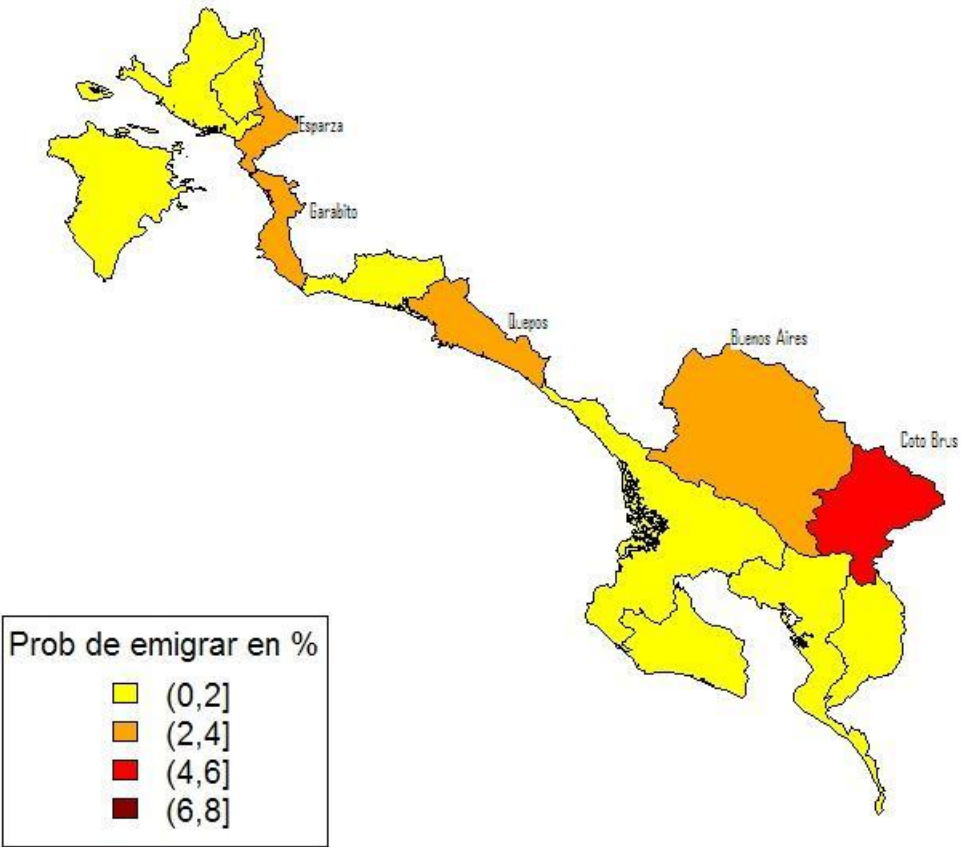 Esparza
Garabito
Quepos
Buenos Aires
Coto Brus
Prob de emigrar en %
(0,2]
(2,4]
(4,6]
(6,8]